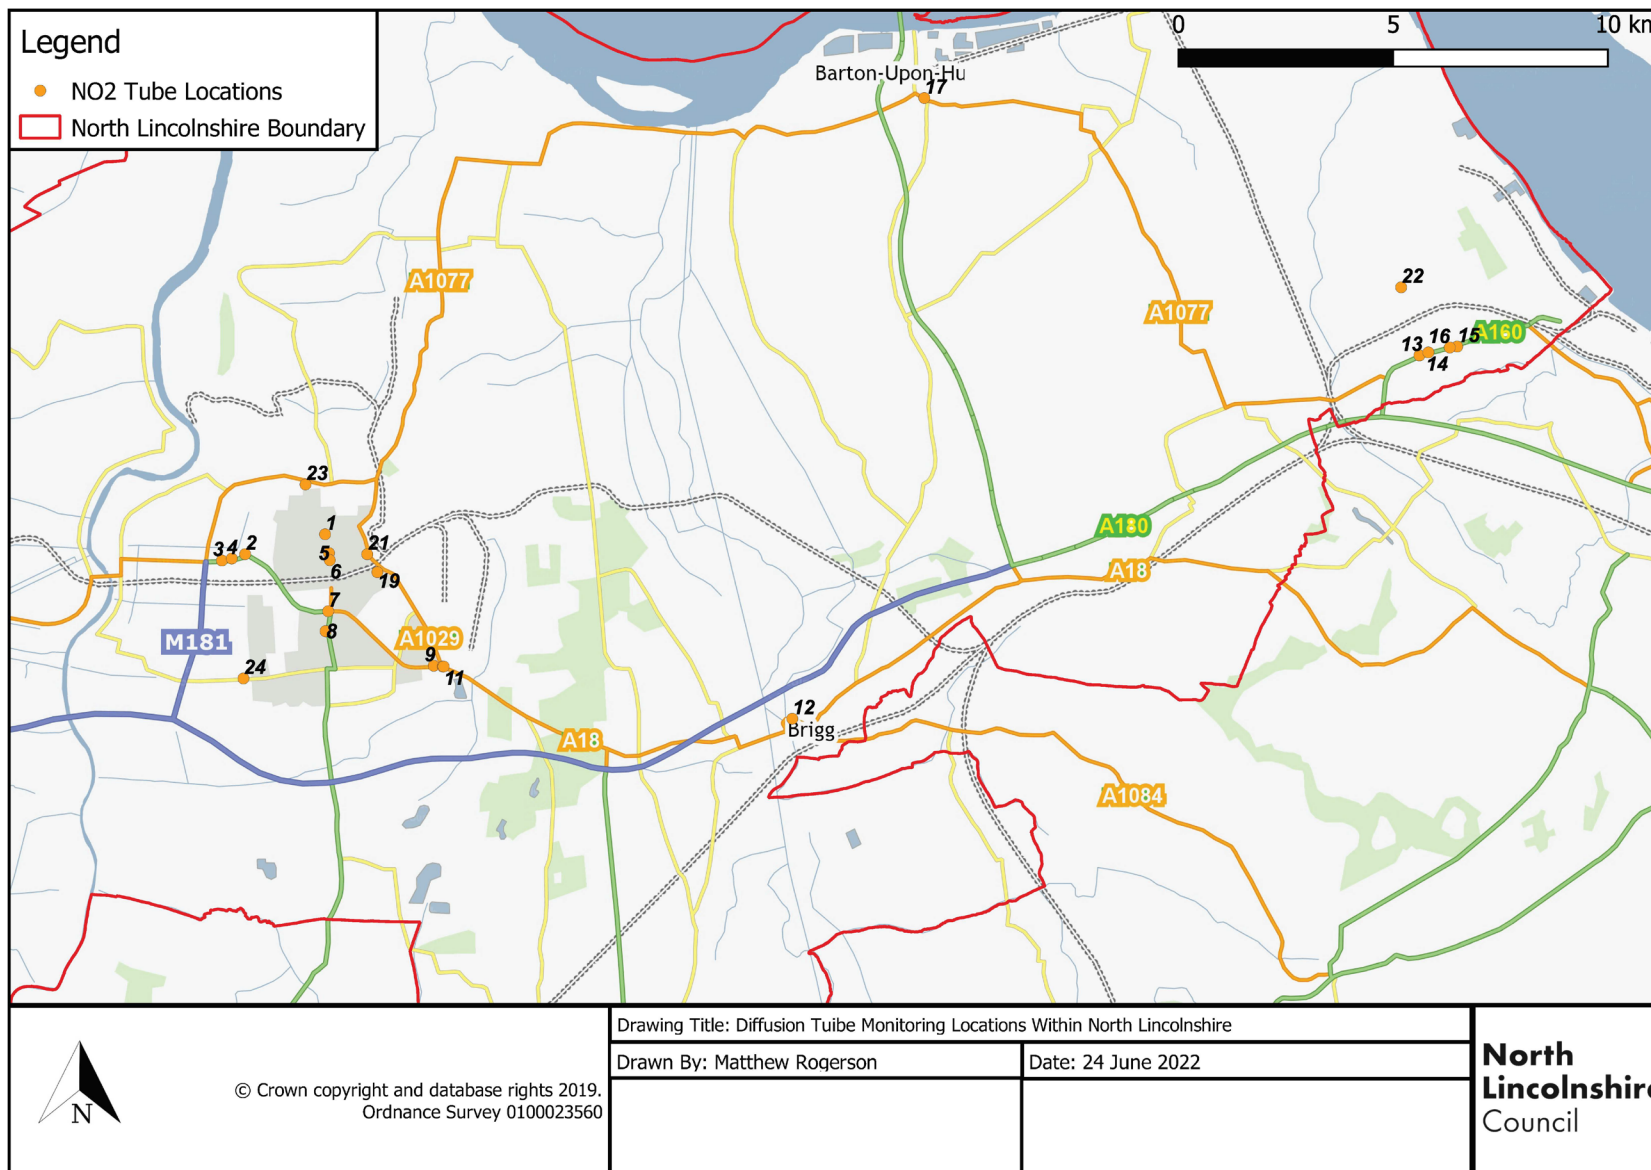 Legend
NO2 Tube Locations
North Lincolnshire Boundary
0 5 10 km
Barton-Upon-Hu
17
A1077
A1077
22
13 16 15 A160
14
23
1
3 4 2
5
6
21
19
7
8
A180
A18
M181
A1029
9
11
24
12
Brigg
A18
A1084
N
© Crown copyright and database rights 2019.
Ordnance Survey 0100023560
Drawing Title: Diffusion Tuibe Monitoring Locations Within North Lincolnshire
Drawn By: Matthew Rogerson
Date: 24 June 2022
North
Lincolnshire
Council